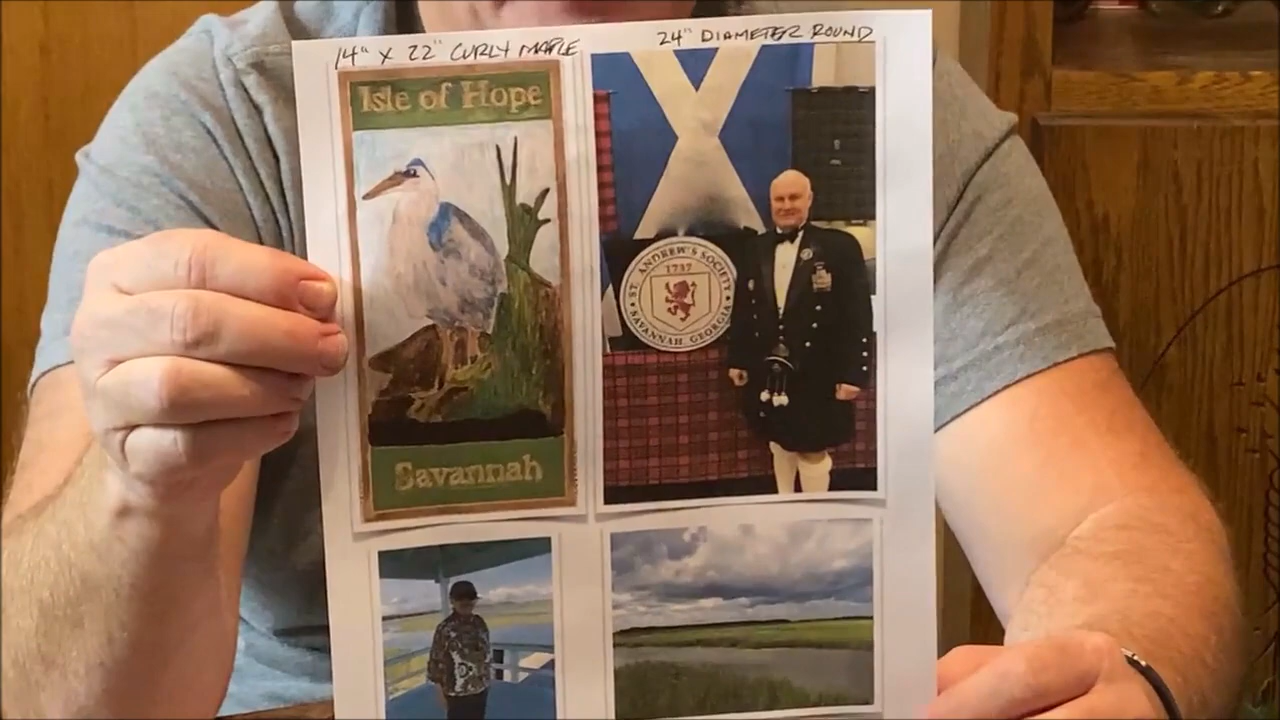 14" X 22" CURLY MAPLE
24" DIAMETER ROUND
Isle of Hope
Savannah
ST. ANDREW'S SOCIETY
1737
SAVANNAH, GEORGIA